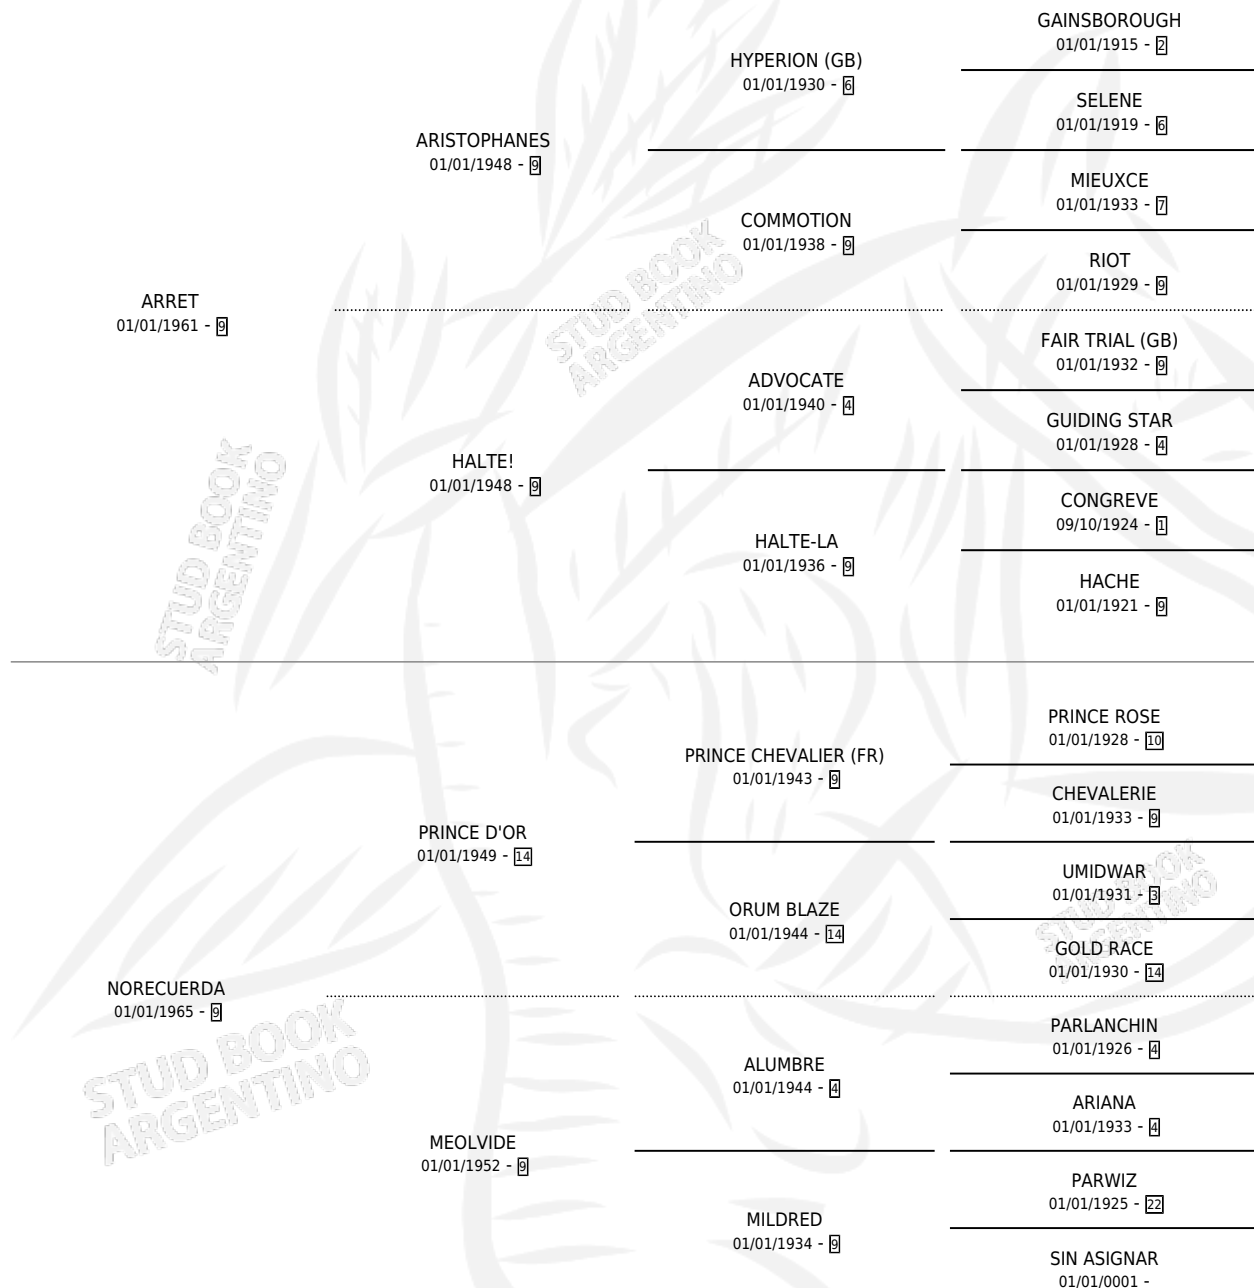 GAINSBOROUGH
01/01/1915 - 2
HYPERION (GB)
01/01/1930 - 6
SELENE
01/01/1919 - 6
ARISTOPHANES
01/01/1948 - 9
MIEUXCE
01/01/1933 - 7
COMMOTION
01/01/1938 - 9
RIOT
01/01/1929 - 9
ARRET
01/01/1961 - 9
FAIR TRIAL (GB)
01/01/1932 - 9
ADVOCATE
01/01/1940 - 4
GUIDING STAR
01/01/1928 - 4
HALTE!
01/01/1948 - 9
CONGREVE
09/10/1924 - 1
HALTE-LA
01/01/1936 - 9
HACHE
01/01/1921 - 9
PRINCE ROSE
01/01/1928 - 10
PRINCE CHEVALIER (FR)
01/01/1943 - 9
CHEVALERIE
01/01/1933 - 9
PRINCE D'OR
01/01/1949 - 14
UMIDWAR
01/01/1931 - 3
ORUM BLAZE
01/01/1944 - 14
GOLD RACE
01/01/1930 - 14
NORECUERDA
01/01/1965 - 9
PARLANCHIN
01/01/1926 - 4
ALUMBRE
01/01/1944 - 4
ARIANA
01/01/1933 - 4
MEOLVIDE
01/01/1952 - 9
PARWIZ
01/01/1925 - 22
MILDRED
01/01/1934 - 9
SIN ASIGNAR
01/01/0001 -
STUD BOOK
ARGENTINO
STUD BOOK
ARGENTINO
STUD BOOK
ARGENTINO
STUD BOOK
ARGENTINO